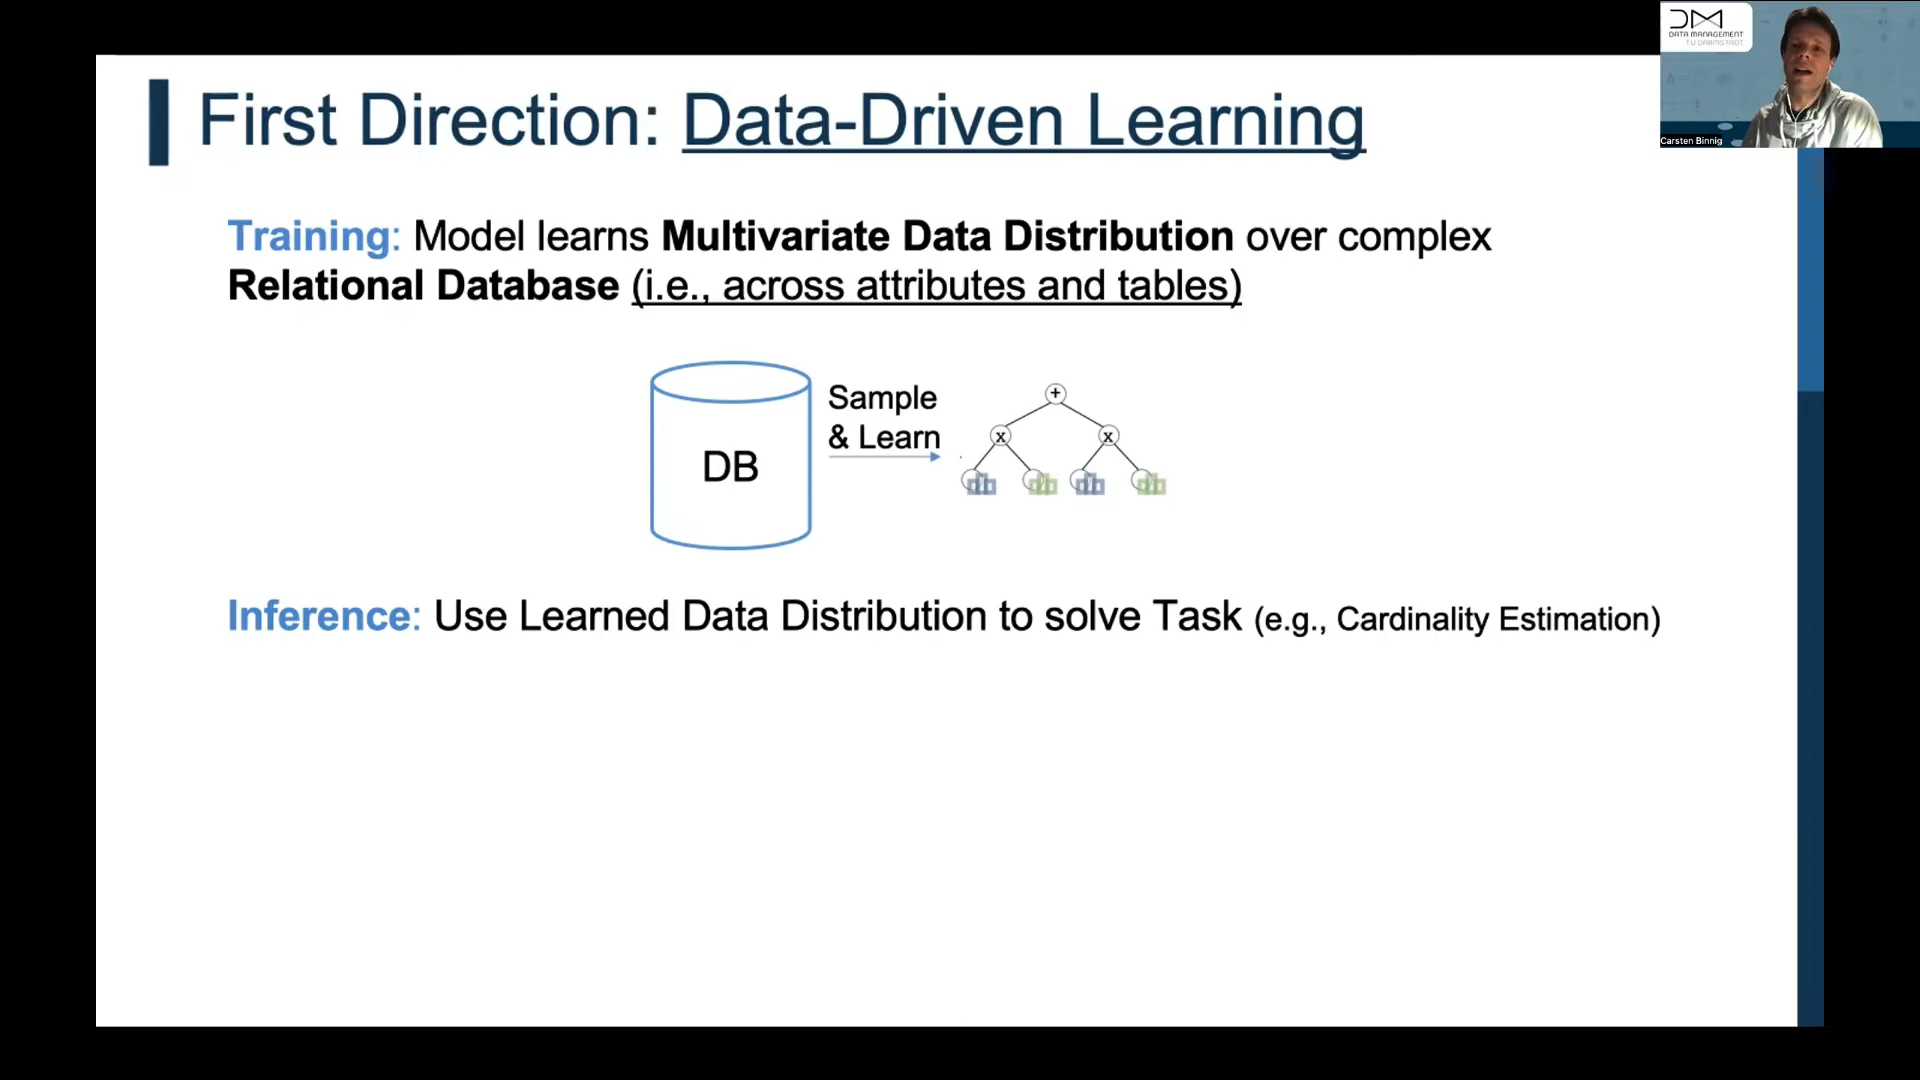 First Direction: Data-Driven Learning
DATA MANAGEMENT
TU DARMSTADT
Carsten Binnig
Training: Model learns Multivariate Data Distribution over complex
Relational Database (i.e., across attributes and tables)
DB
Sample
& Learn
+
x x
Inference: Use Learned Data Distribution to solve Task (e.g., Cardinality Estimation)